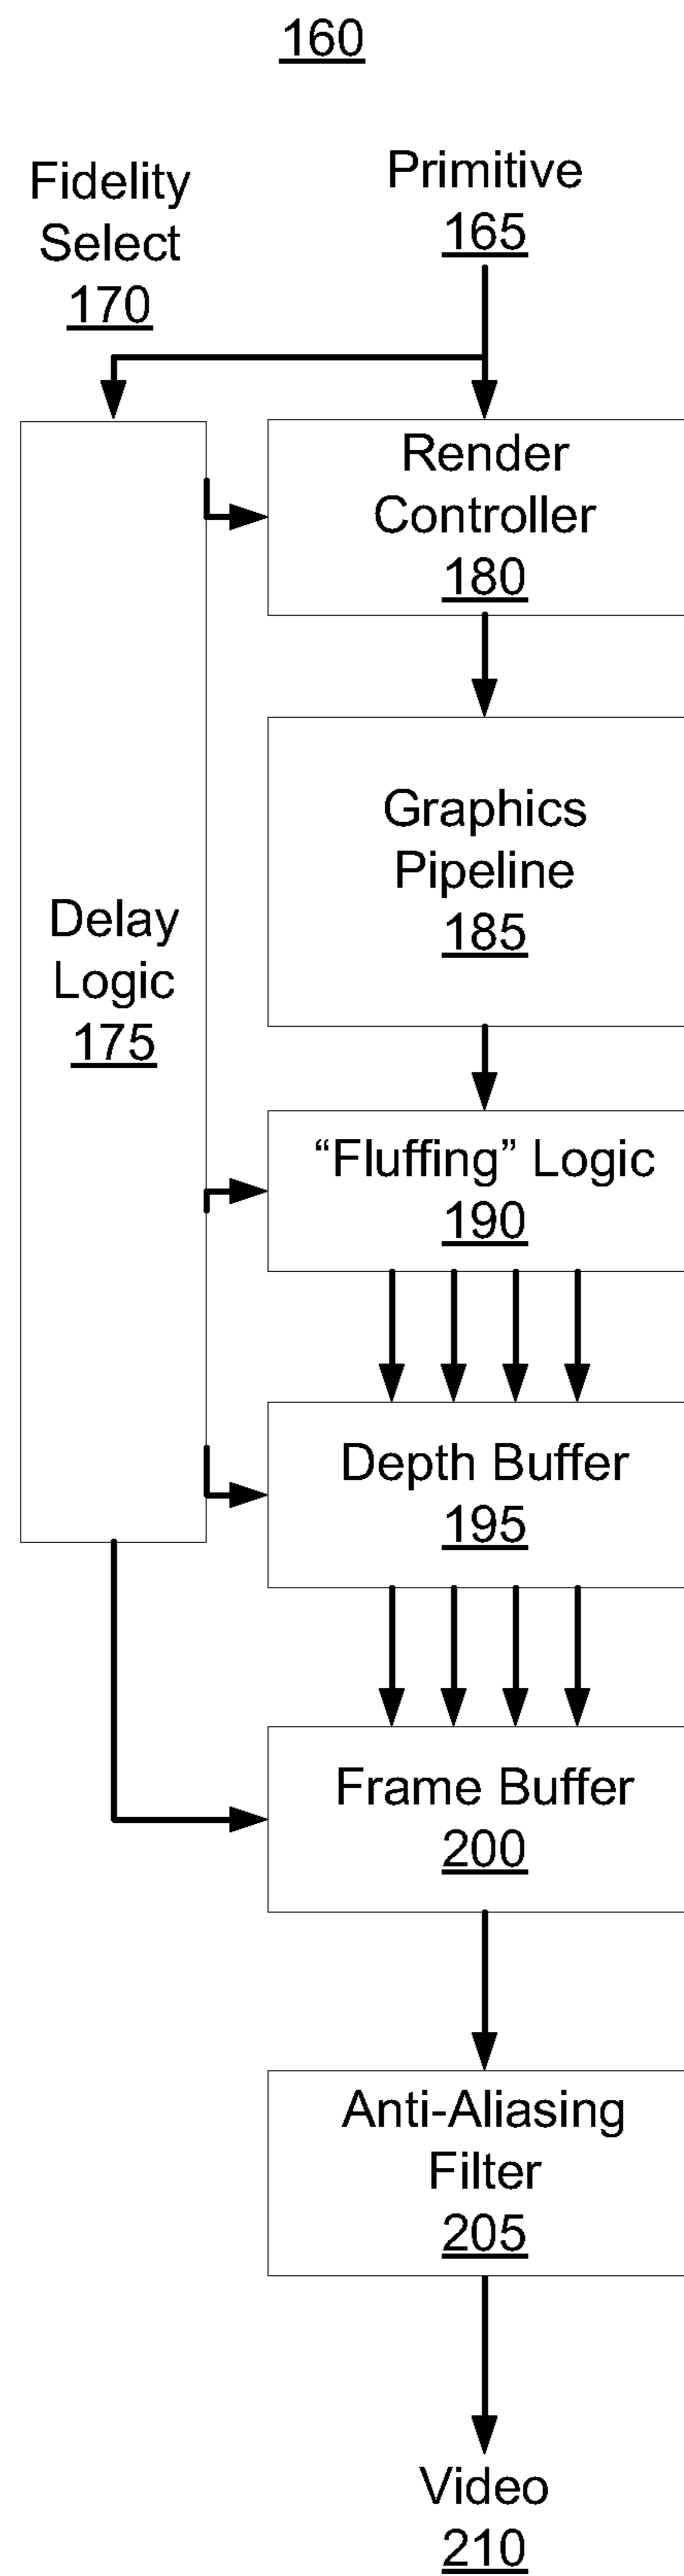 160
Fidelity
Select
170
Primitive
165
Render
Controller
180
Graphics
Pipeline
185
Delay
Logic
175
“Fluffing” Logic
190
Depth Buffer
195
Frame Buffer
200
Anti-Aliasing
Filter
205
Video
210